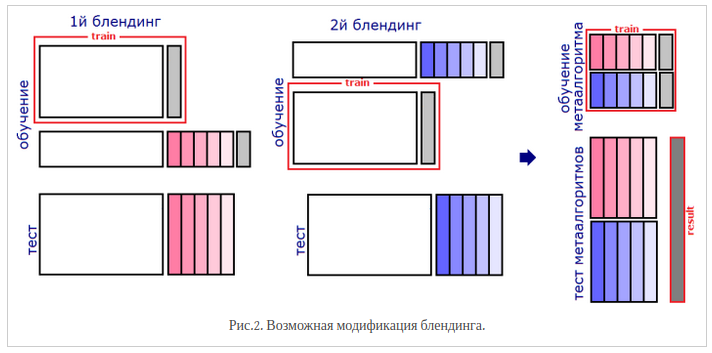 1й блендинг
train
обучение
тест
2й блендинг
train
обучение
тест
train
обучение
метаалгоритма
тест метаалгоритмов
result
Рис.2. Возможная модификация блендинга.